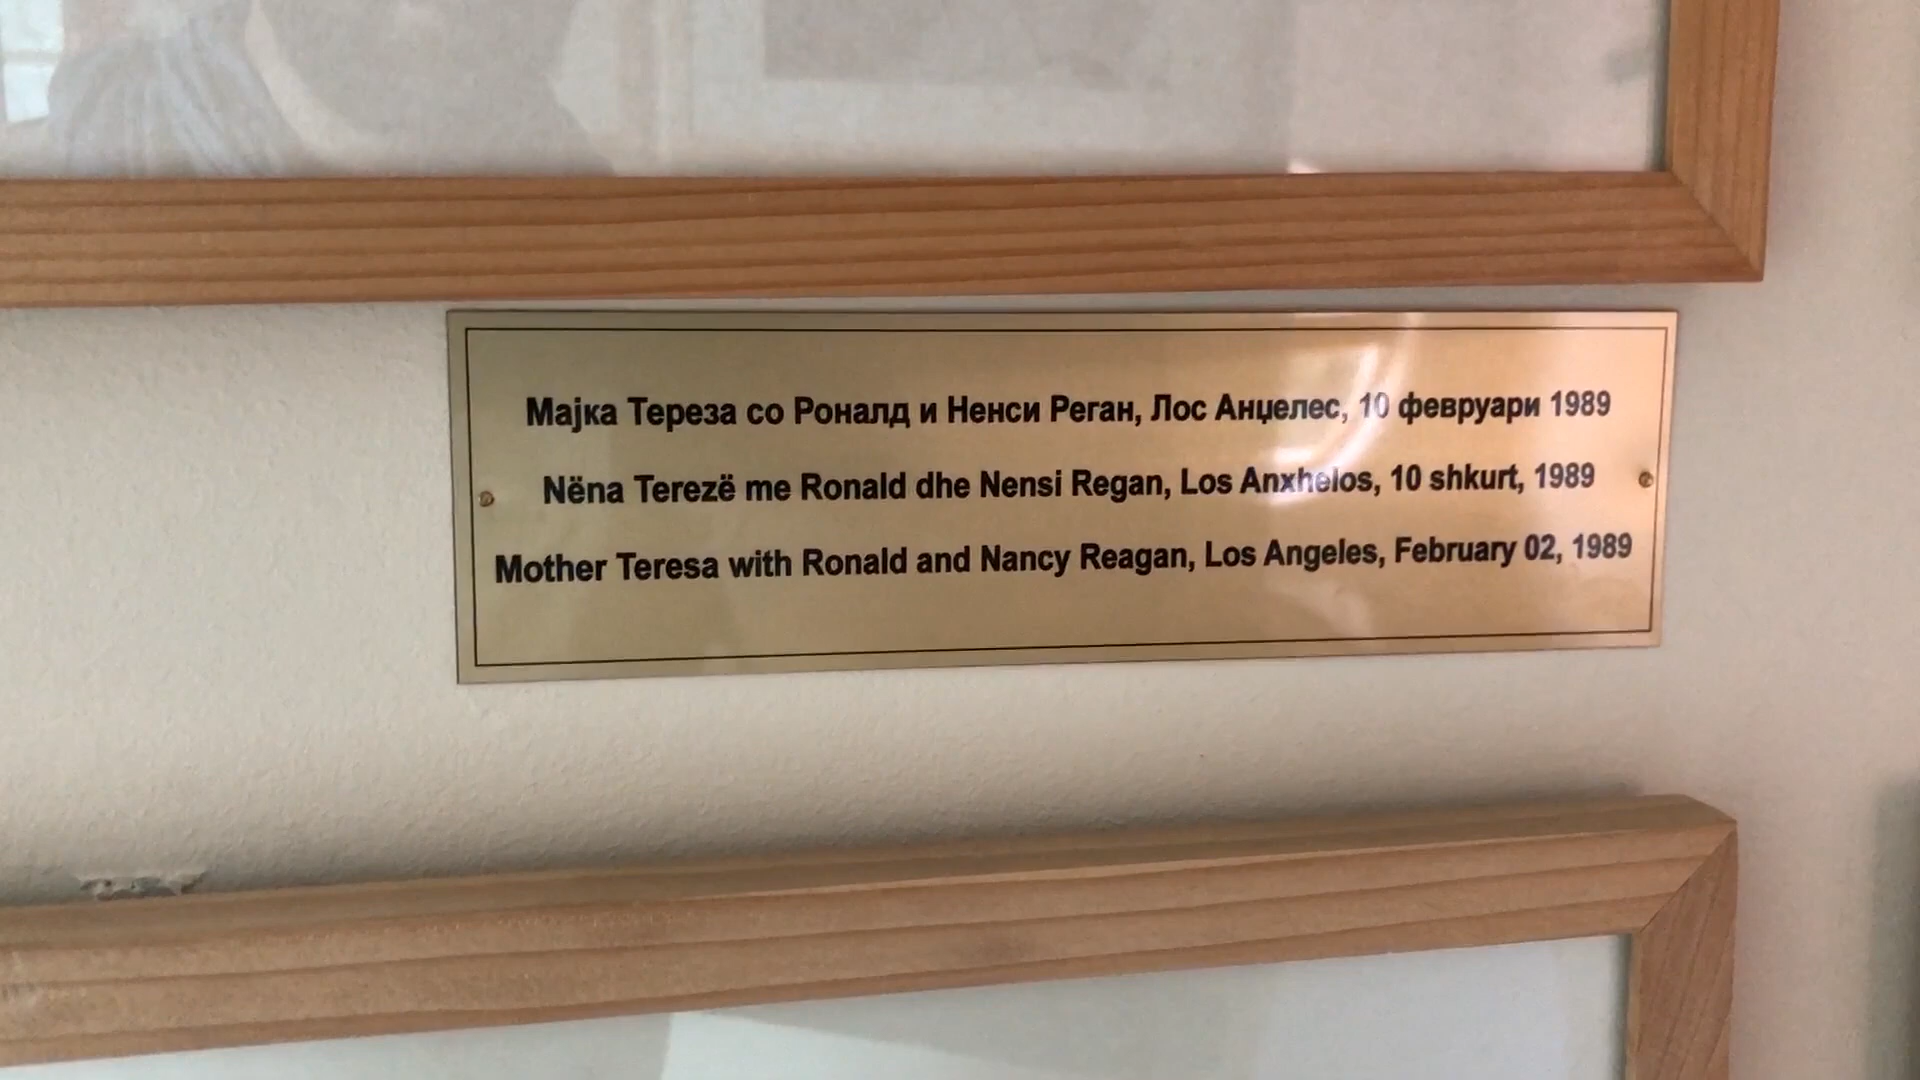 Мајка Тереза со Роналд и Ненси Реган, Лос Анџелес, 10 февруари 1989
Nëna Terezë me Ronald dhe Nensi Regan, Los Anxhelos, 10 shkurt, 1989
Mother Teresa with Ronald and Nancy Reagan, Los Angeles, February 02, 1989